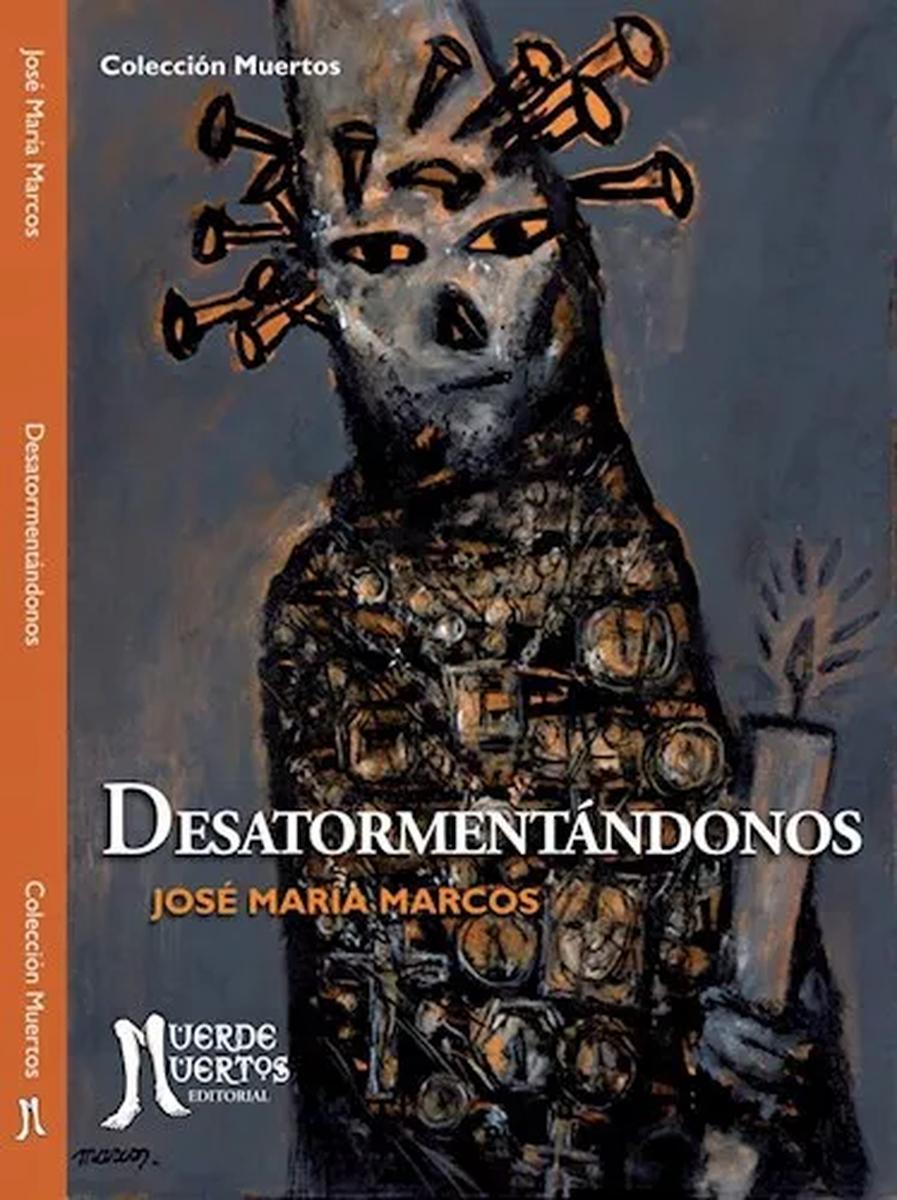 José María Marcos
Desatormentándonos
Colección Muertos
Colección Muertos
DESATORMENTÁNDONOS
JOSÉ MARÍA MARCOS
MUERDE
MUERTOS
EDITORIAL